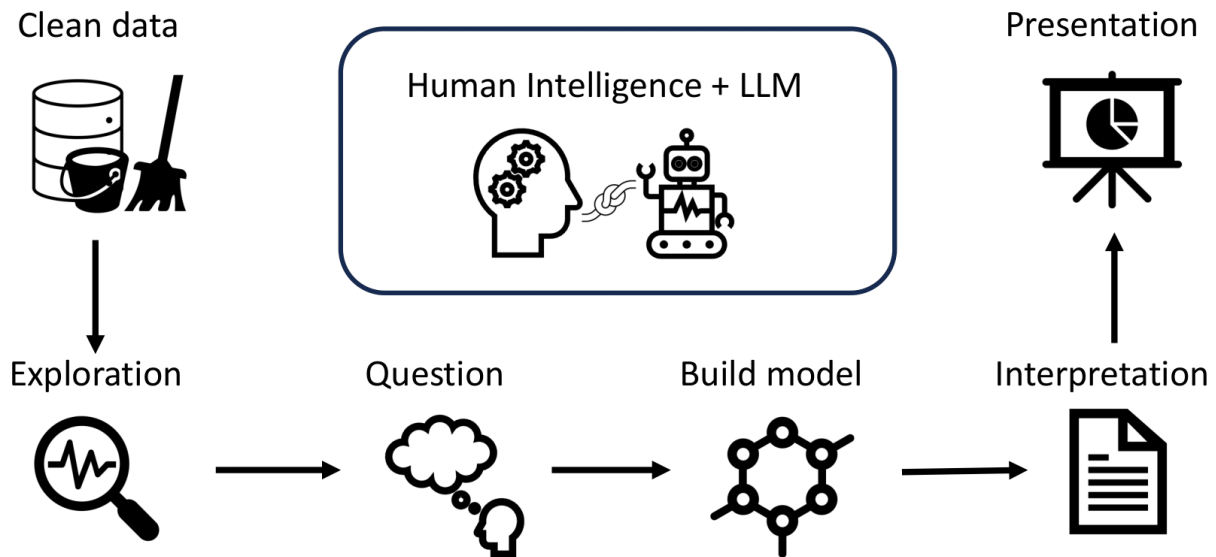 Clean data
Presentation
Human Intelligence + LLM
Exploration
Question
Build model
Interpretation